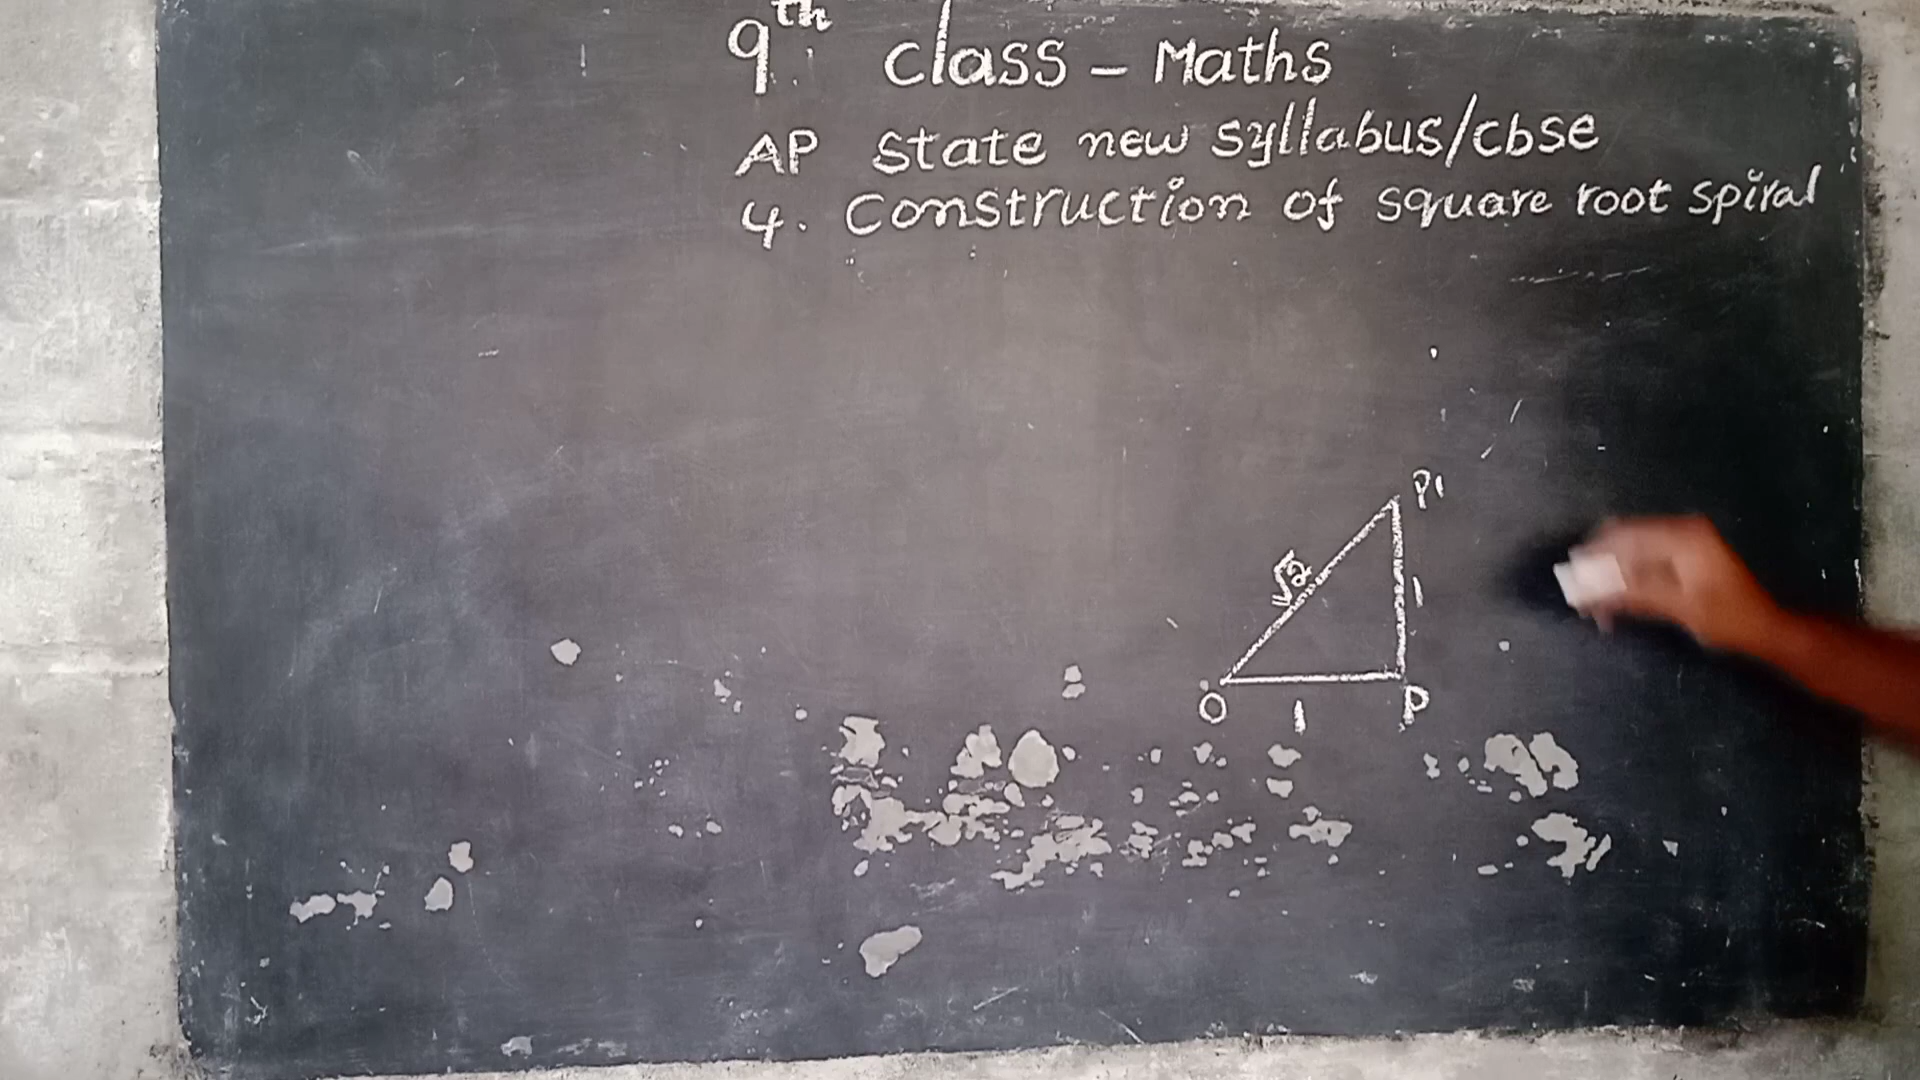 9th class - Maths
AP state new syllabus/cbse
4. Construction of square root spiral
P1
√2
1
O
1
P